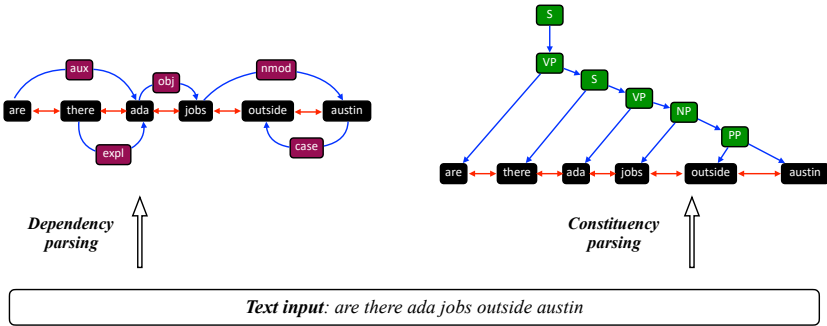 S
VP
S
VP
NP
PP
aux
obj
nmod
are there ada jobs outside austin
expl
case
are there ada jobs outside austin
Dependency
parsing
Constituency
parsing
Text input: are there ada jobs outside austin